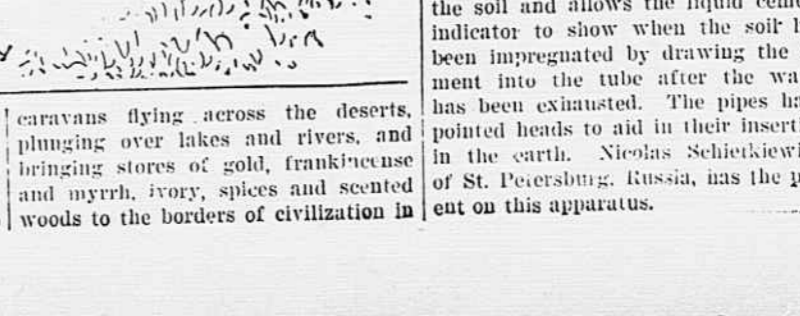 caravans flying across the deserts,
plunging over lakes and rivers, and
bringing stores of gold, frankincense
and myrrh, ivory, spices and scented
woods to the borders of civilization in
the soil and allows the liquid
indicator to show when the soil
been impregnated by drawing the
ment into the tube after the
has been exhausted. The pipes
pointed heads to aid in their
in the earth. Nicolas
of St. Petersburg, Russia, has the
ent on this apparatus.